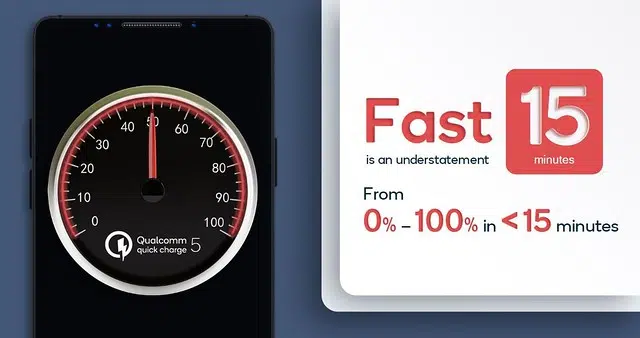 0
10
20
30
40
50
60
70
80
90
100
Qualcomm
quick charge 5
Fast 15
is an understatement
minutes
From
0% – 100% in <15 minutes